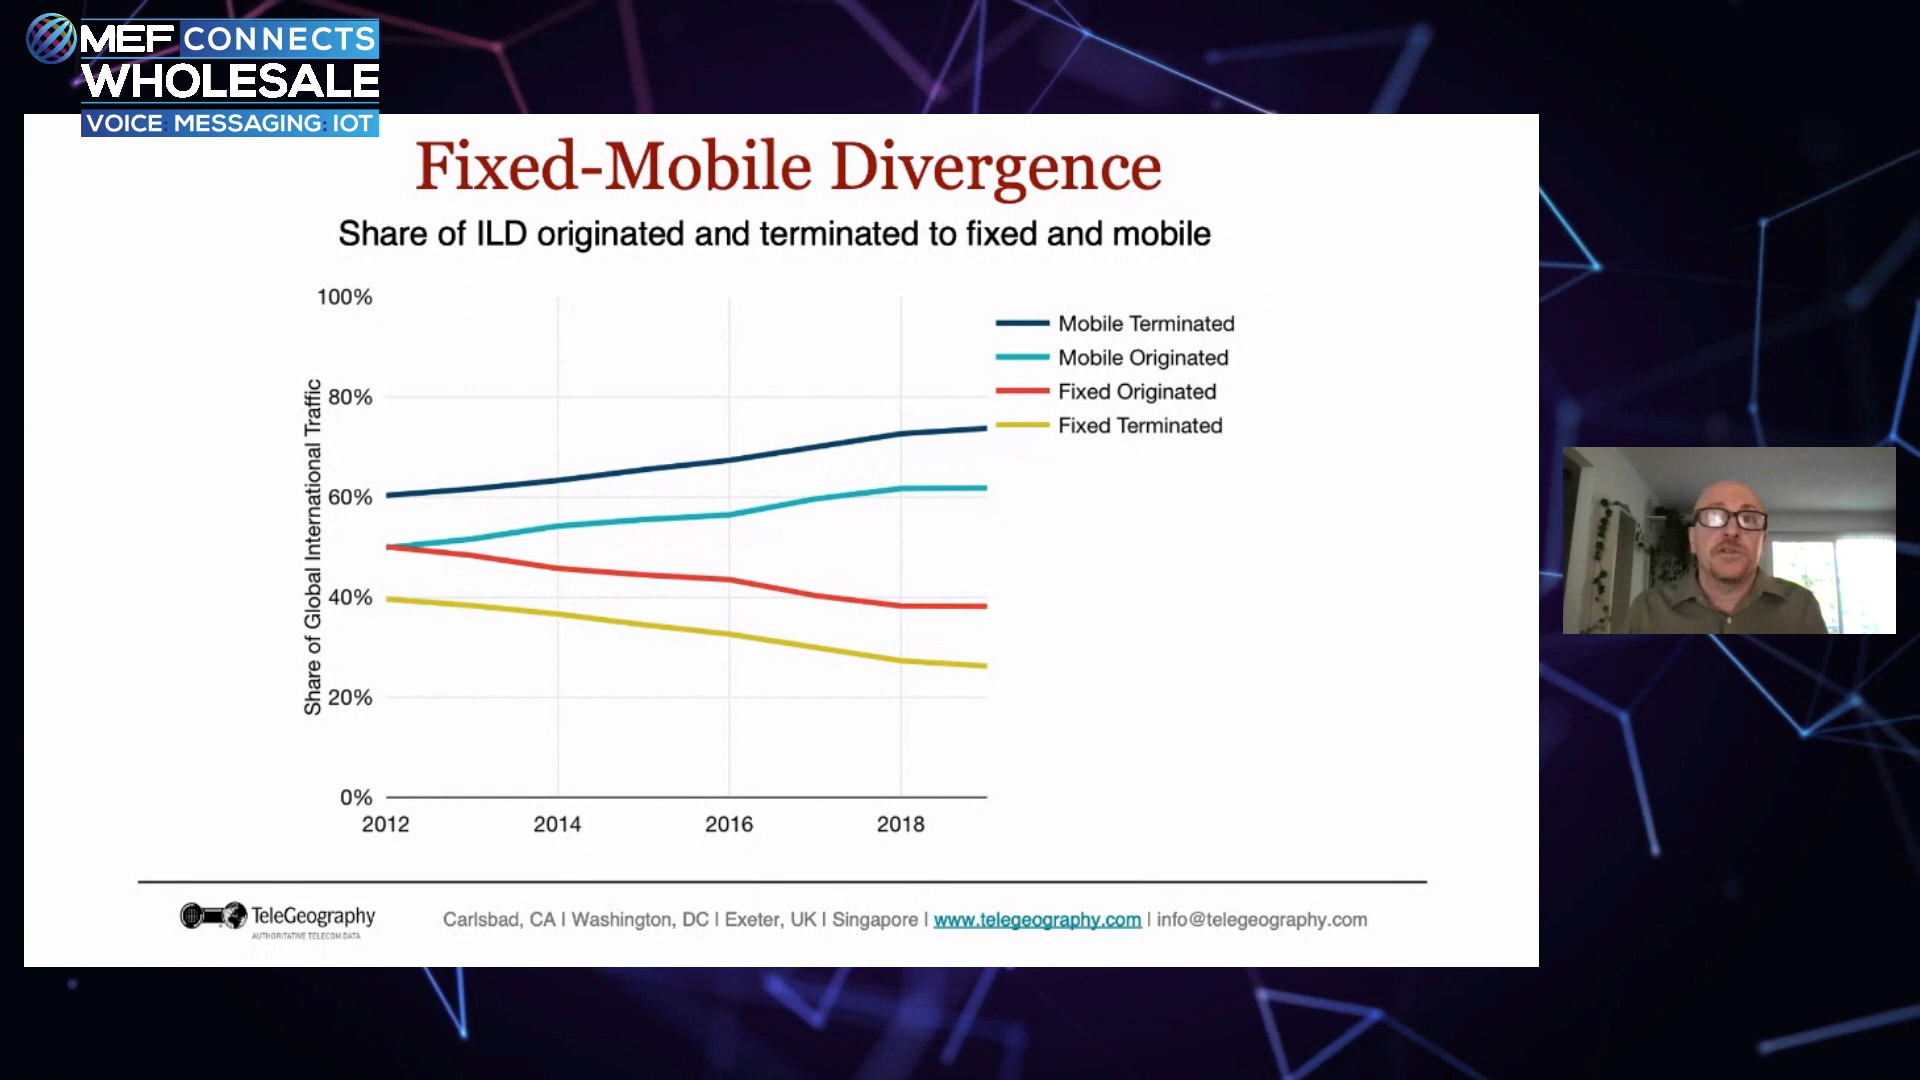 MEF CONNECTS
WHOLESALE
VOICE: MESSAGING: IOT
Fixed-Mobile Divergence
Share of ILD originated and terminated to fixed and mobile
Share of Global International Traffic
100%
80%
60%
40%
20%
0%
2012 2014 2016 2018
Mobile Terminated
Mobile Originated
Fixed Originated
Fixed Terminated
TeleGeography
AUTHORITATIVE TELECOM DATA
Carlsbad, CA I Washington, DC I Exeter, UK I Singapore I www.telegeography.com I info@telegeography.com